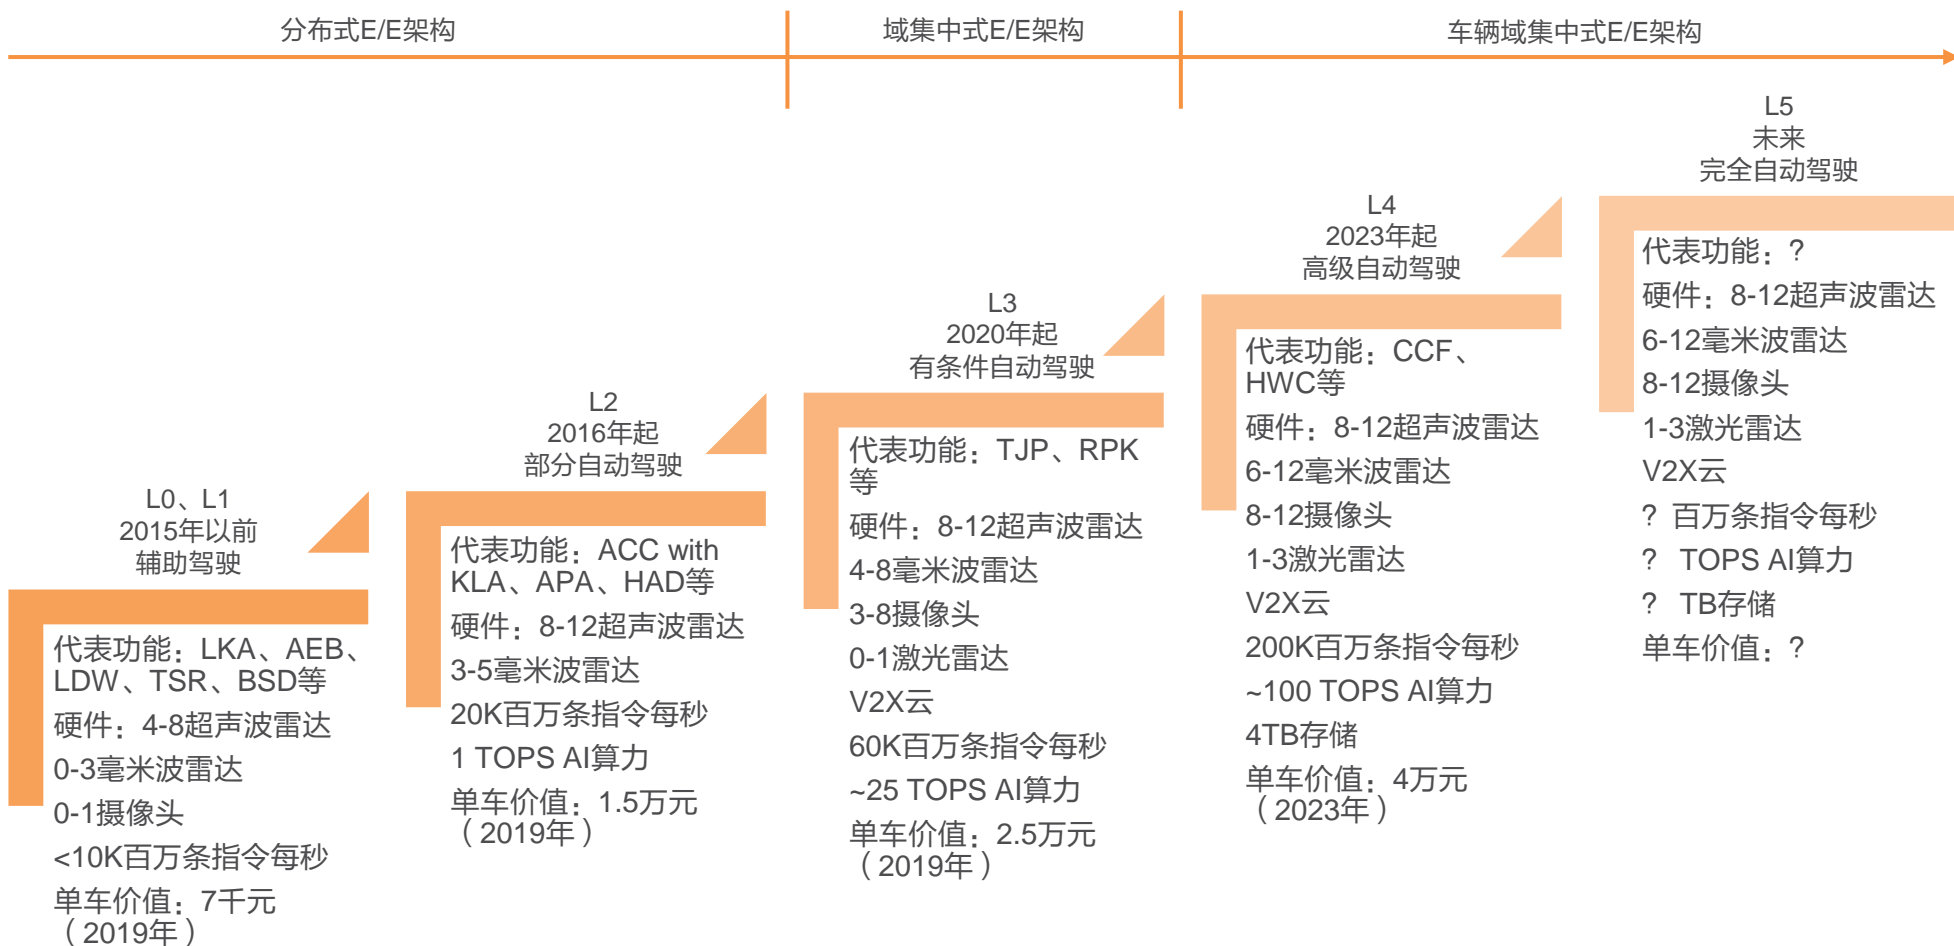 分布式E/E架构
域集中式E/E架构
车辆域集中式E/E架构
L0、L1
2015年以前
辅助驾驶
代表功能：LKA、AEB、
LDW、TSR、BSD等
硬件：4-8超声波雷达
0-3毫米波雷达
0-1摄像头
<10K百万条指令每秒
单车价值：7千元
（2019年）
L2
2016年起
部分自动驾驶
代表功能：ACC with
KLA、APA、HAD等
硬件：8-12超声波雷达
3-5毫米波雷达
20K百万条指令每秒
1 TOPS AI算力
单车价值：1.5万元
（2019年）
L3
2020年起
有条件自动驾驶
代表功能：TJP、RPK
等
硬件：8-12超声波雷达
4-8毫米波雷达
3-8摄像头
0-1激光雷达
V2X云
60K百万条指令每秒
~25 TOPS AI算力
单车价值：2.5万元
（2019年）
L4
2023年起
高级自动驾驶
代表功能：CCF、
HWC等
硬件：8-12超声波雷达
6-12毫米波雷达
8-12摄像头
1-3激光雷达
V2X云
200K百万条指令每秒
~100 TOPS AI算力
4TB存储
单车价值：4万元
（2023年）
L5
未来
完全自动驾驶
代表功能：?
硬件：8-12超声波雷达
6-12毫米波雷达
8-12摄像头
1-3激光雷达
V2X云
? 百万条指令每秒
? TOPS AI算力
? TB存储
单车价值：?